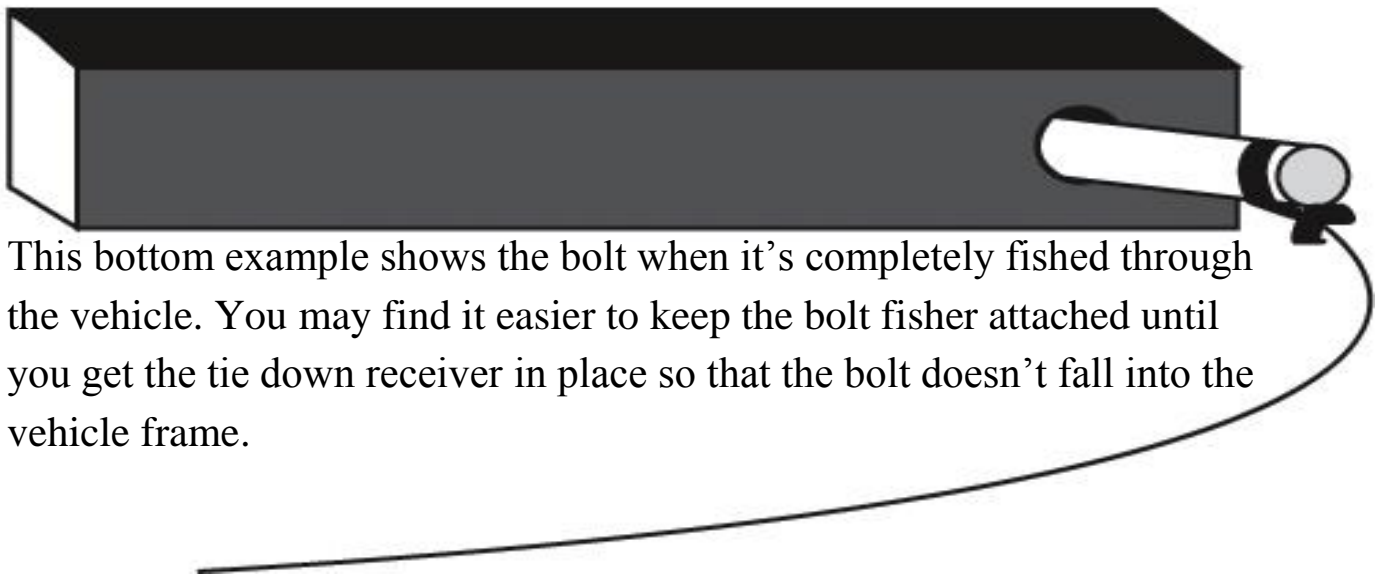 This bottom example shows the bolt when it’s completely fished through
the vehicle. You may find it easier to keep the bolt fisher attached until
you get the tie down receiver in place so that the bolt doesn’t fall into the
vehicle frame.